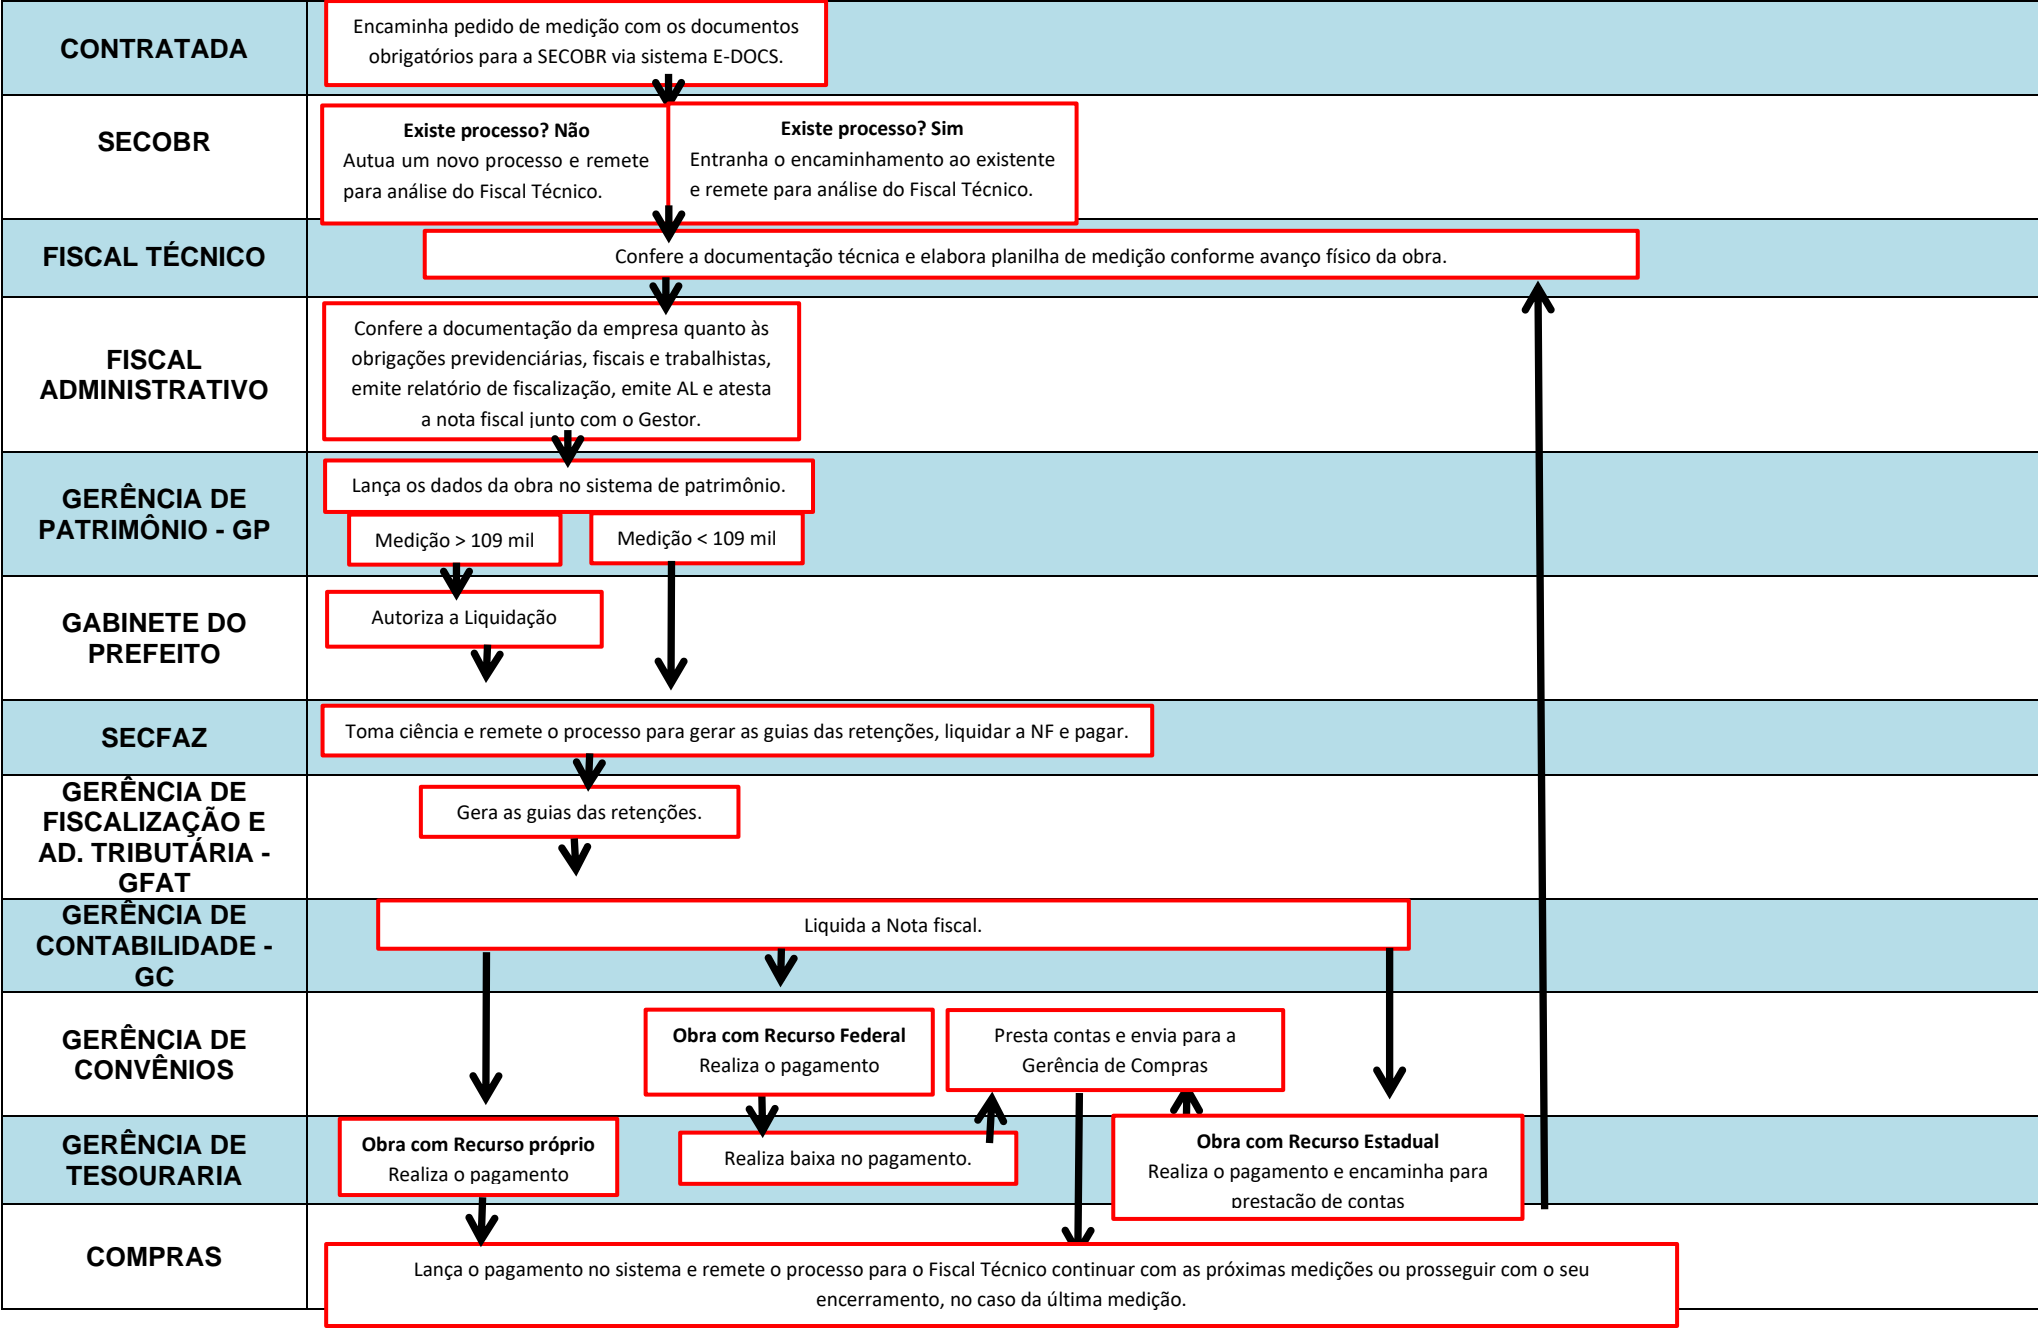 CONTRATADA
Encaminha pedido de medição com os documentos
obrigatórios para a SECOBR via sistema E-DOCS.
SECOBR
Existe processo? Não
Autua um novo processo e remete
para análise do Fiscal Técnico.
Existe processo? Sim
Entranha o encaminhamento ao existente
e remete para análise do Fiscal Técnico.
FISCAL TÉCNICO
Confere a documentação técnica e elabora planilha de medição conforme avanço físico da obra.
FISCAL
ADMINISTRATIVO
Confere a documentação da empresa quanto às
obrigações previdenciárias, fiscais e trabalhistas,
emite relatório de fiscalização, emite AL e atesta
a nota fiscal junto com o Gestor.
GERÊNCIA DE
PATRIMÔNIO - GP
Lança os dados da obra no sistema de patrimônio.
Medição > 109 mil
Medição < 109 mil
GABINETE DO
PREFEITO
Autoriza a Liquidação
SECFAZ
Toma ciência e remete o processo para gerar as guias das retenções, liquidar a NF e pagar.
GERÊNCIA DE
FISCALIZAÇÃO E
AD. TRIBUTÁRIA -
GFAT
Gera as guias das retenções.
GERÊNCIA DE
CONTABILIDADE -
GC
Liquida a Nota fiscal.
GERÊNCIA DE
CONVÊNIOS
Obra com Recurso Federal
Realiza o pagamento
Presta contas e envia para a
Gerência de Compras
GERÊNCIA DE
TESOURARIA
Obra com Recurso próprio
Realiza o pagamento
Realiza baixa no pagamento.
Obra com Recurso Estadual
Realiza o pagamento e encaminha para
prestação de contas
COMPRAS
Lança o pagamento no sistema e remete o processo para o Fiscal Técnico continuar com as próximas medições ou prosseguir com o seu
encerramento, no caso da última medição.